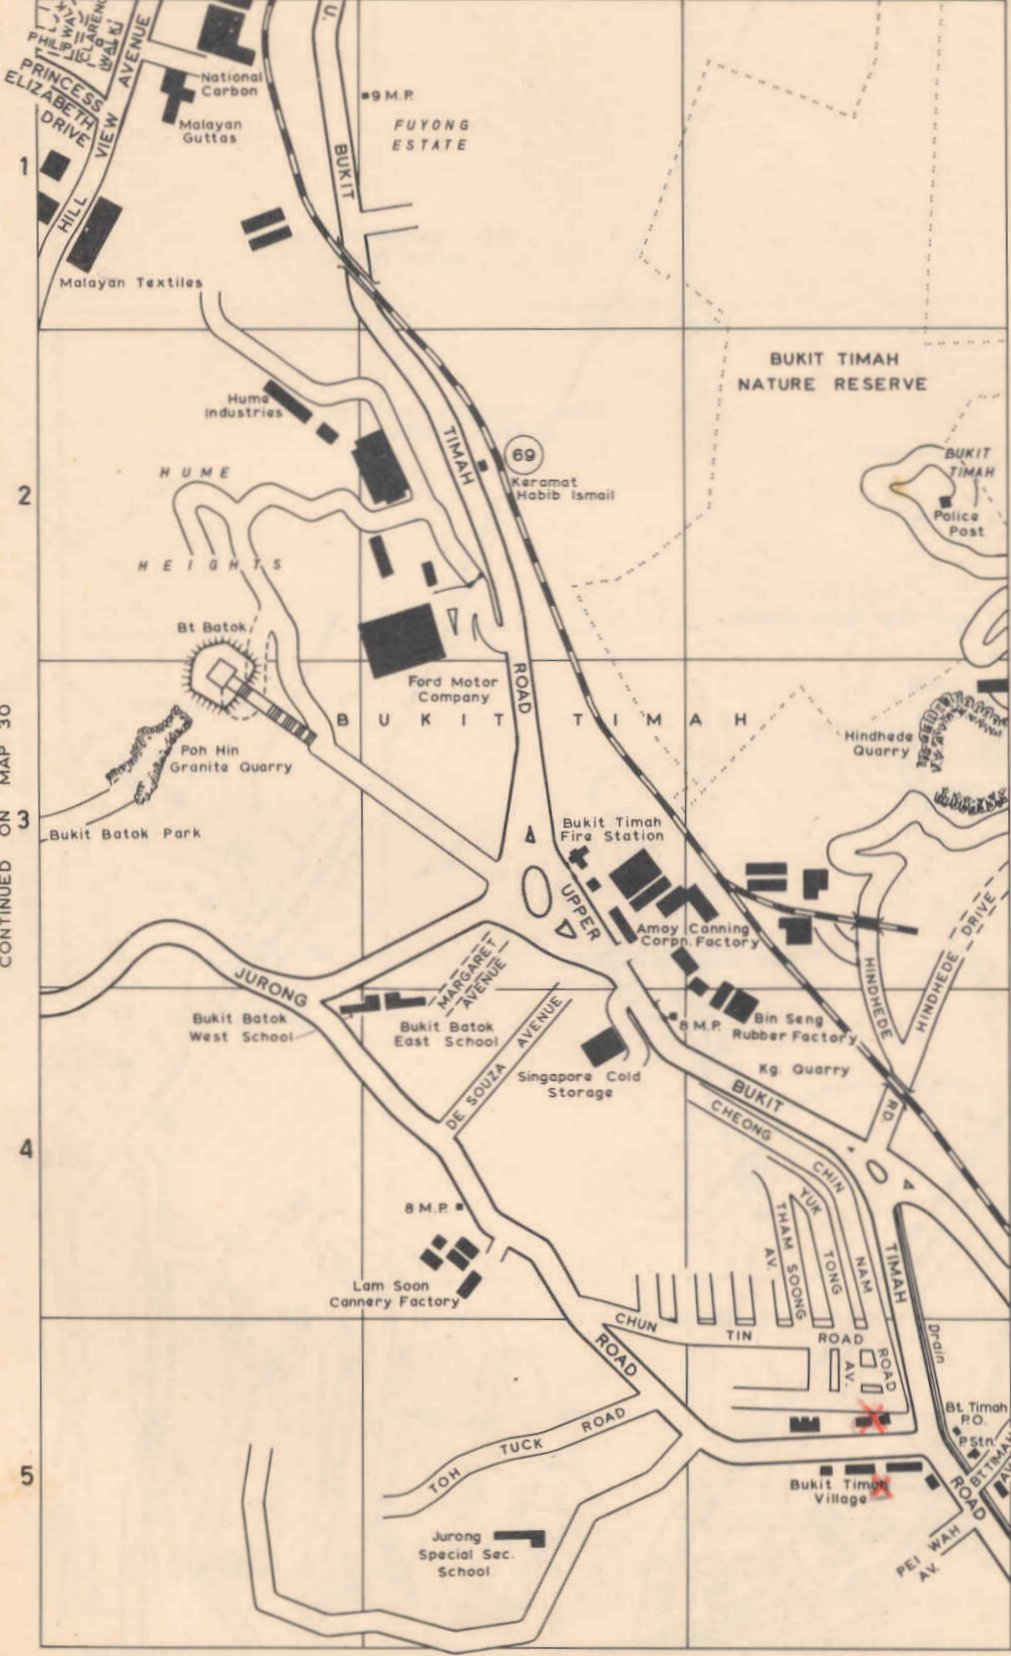 PHILIP
WALK
CLARENCE
WALK
PRINCESS
ELIZABETH
DRIVE
HILL VIEW AVENUE
National
Carbon
Malayan
Guttas
U.
BUKIT
9 M.P.
FUYONG
ESTATE
1
Malayan Textiles
BUKIT TIMAH
NATURE RESERVE
Hume
Industries
TIMAH
69
Keramat
Habib Ismail
BUKIT
TIMAH
Police
Post
2
HUME
HEIGHTS
Bt Batok
Ford Motor
Company
ROAD
BUKIT TIMAH
Poh Hin
Granite Quarry
Hindhede
Quarry
CONTINUED ON MAP 30
3
Bukit Batok Park
Bukit Timah
Fire Station
UPPER
Amoy Canning
Corpn. Factory
HINDHEDE DRIVE
HINDHEDE
RD.
JURONG
MARGARET
AVENUE
Bukit Batok
West School
Bukit Batok
East School
DE SOUZA AVENUE
8 M.P.
Bin Seng
Rubber Factory
Singapore Cold
Storage
Kg. Quarry
BUKIT
CHEONG
CHIN
NAM
ROAD
4
YUK
TONG
AV.
THAM SOONG
AV.
TIMAH
8 M.P.
Lam Soon
Cannery Factory
CHUN TIN ROAD
ROAD
Drain
Bt. Timah
P.O.
P.Stn.
BT TIMAH
AV.
TOH TUCK ROAD
5
Bukit Timah
Village
ROAD
Jurong
Special Sec.
School
PEI WAH
AV.